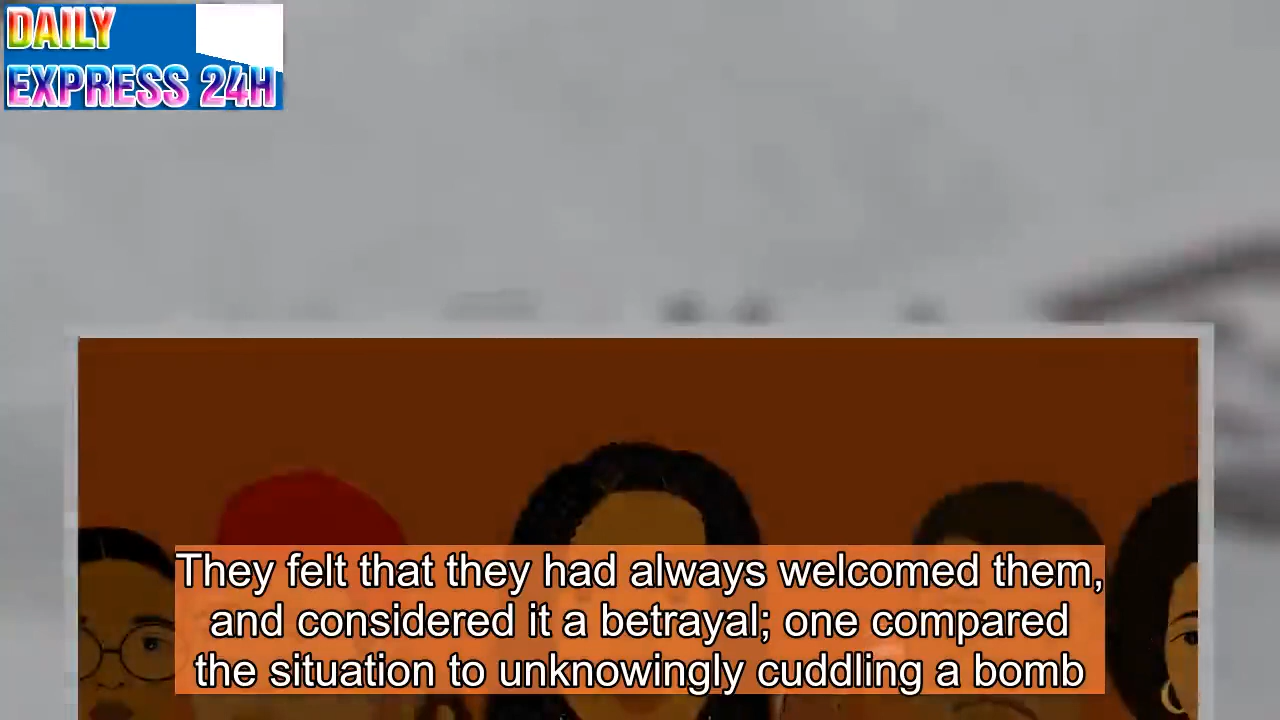 DAILY
EXPRESS 24H
They felt that they had always welcomed them,
and considered it a betrayal; one compared
the situation to unknowingly cuddling a bomb